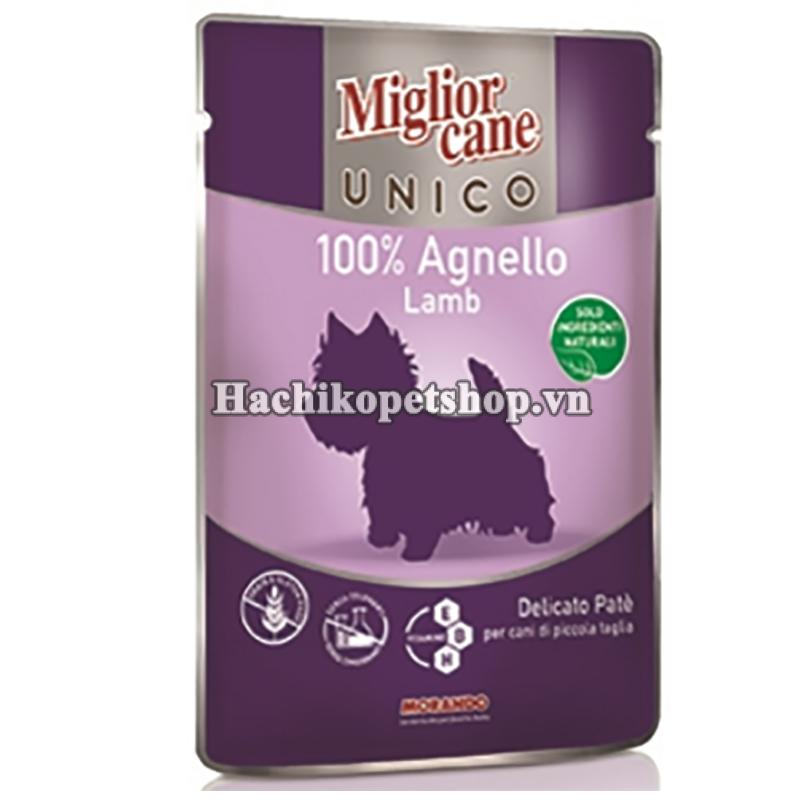 Miglior
cane
UNICO
100% Agnello
Lamb
SOLO
INGREDIENTI
NATURALI
Hachikopetshop.vn
VITAMINE
E
H
Delicato Patè
per cani di piccola taglia
MORANDO